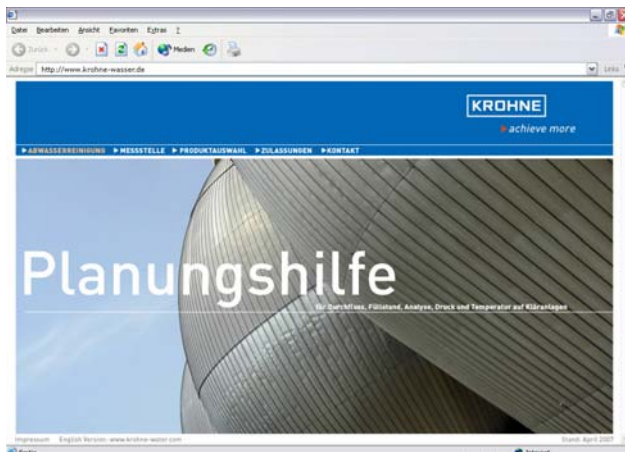 Datei Bearbeiten Ansicht Favoriten Extras ?
Zurück Medien
Adresse http://www.krohne-wasser.de Links
KROHNE
achieve more
ABWASSERREINIGUNG MESSSTELLE PRODUKTAUSWAHL ZULASSUNGEN KONTAKT
Planungshilfe
für Durchfluss, Füllstand, Analyse, Druck und Temperatur auf Kläranlagen
Impressum English Version: www.krohne-water.com Stand: April 2007
Internet